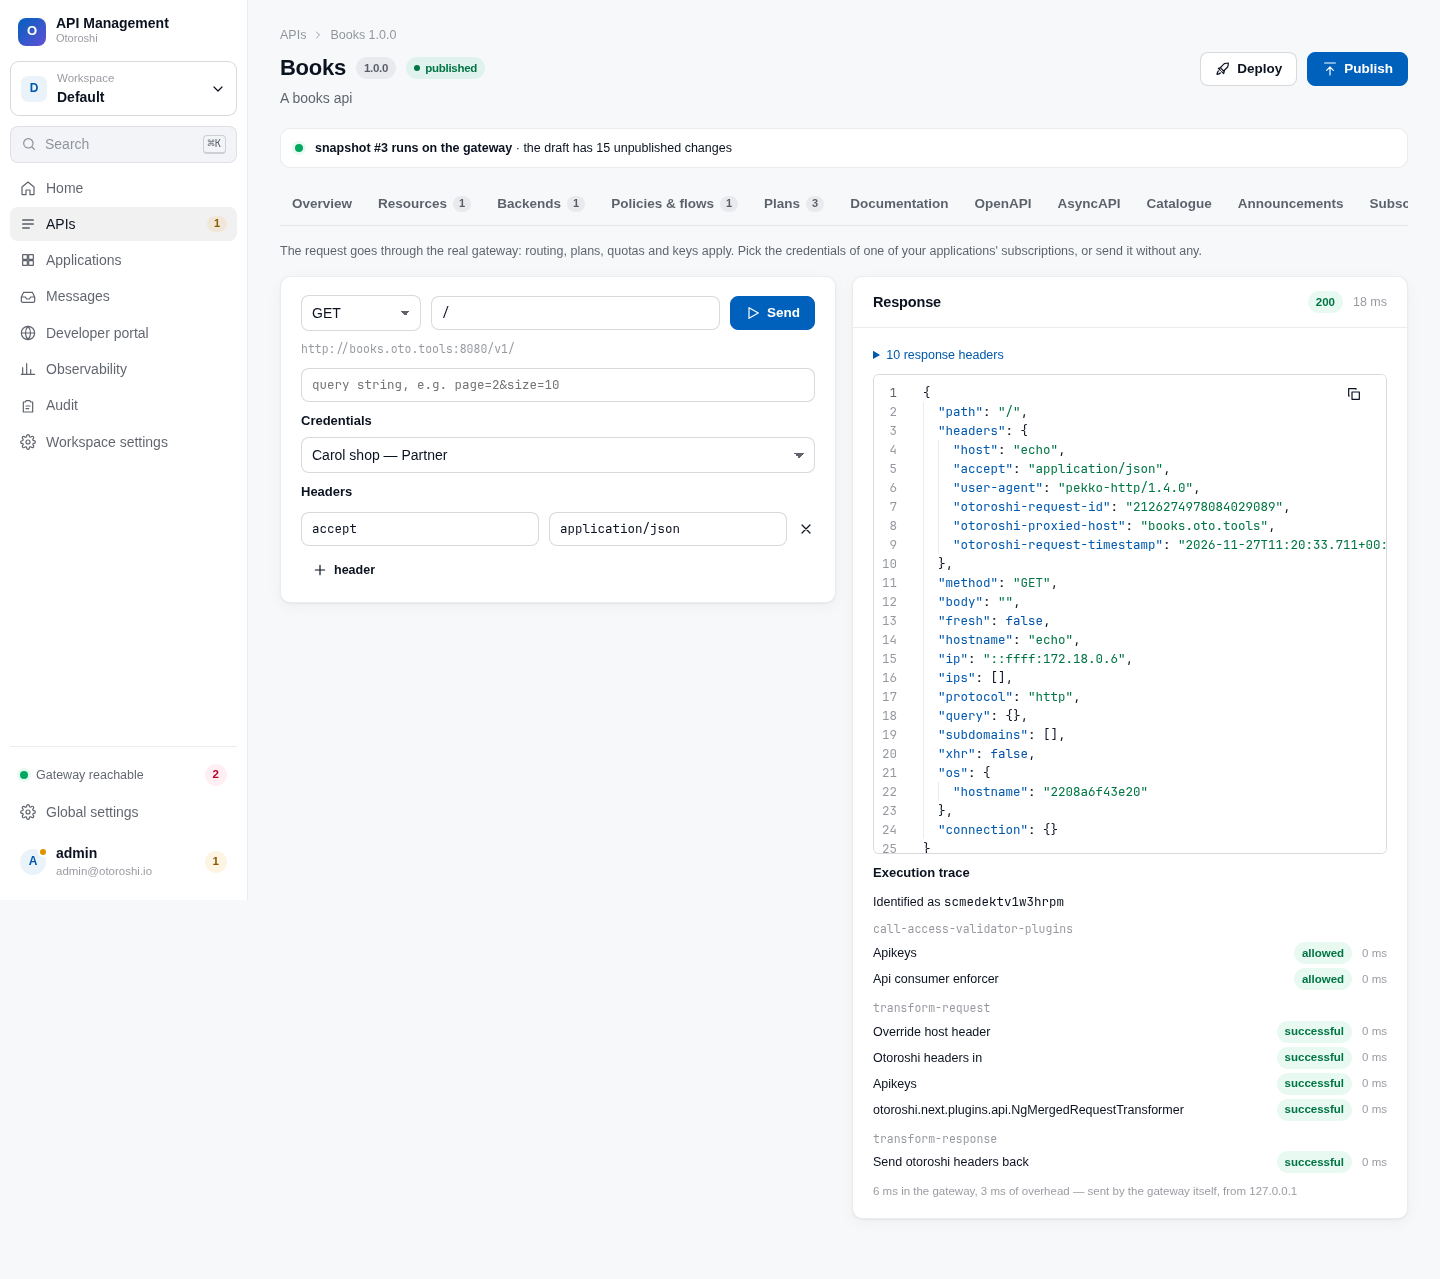 O
API Management
Otoroshi
D
Workspace
Default
Search
⌘K
Home
APIs
1
Applications
Messages
Developer portal
Observability
Audit
Workspace settings
Gateway reachable
2
Global settings
A
admin
admin@otoroshi.io
1
APIs > Books 1.0.0
Books 1.0.0 published
A books api
Deploy
Publish
snapshot #3 runs on the gateway · the draft has 15 unpublished changes
Overview Resources 1 Backends 1 Policies & flows 1 Plans 3 Documentation OpenAPI AsyncAPI Catalogue Announcements Subsc
The request goes through the real gateway: routing, plans, quotas and keys apply. Pick the credentials of one of your applications' subscriptions, or send it without any.
GET / Send
http://books.oto.tools:8080/v1/
query string, e.g. page=2&size=10
Credentials
Carol shop — Partner
Headers
accept application/json
header
Response 200 18 ms
10 response headers
1 {
2 "path": "/",
3 "headers": {
4 "host": "echo",
5 "accept": "application/json",
6 "user-agent": "pekko-http/1.4.0",
7 "otoroshi-request-id": "2126274978084029089",
8 "otoroshi-proxied-host": "books.oto.tools",
9 "otoroshi-request-timestamp": "2026-11-27T11:20:33.711+00:
10 },
11 "method": "GET",
12 "body": "",
13 "fresh": false,
14 "hostname": "echo",
15 "ip": "::ffff:172.18.0.6",
16 "ips": [],
17 "protocol": "http",
18 "query": {},
19 "subdomains": [],
20 "xhr": false,
21 "os": {
22 "hostname": "2208a6f43e20"
23 },
24 "connection": {}
25 }
Execution trace
Identified as scmedektv1w3hrpm
call-access-validator-plugins
Apikeys allowed 0 ms
Api consumer enforcer allowed 0 ms
transform-request
Override host header successful 0 ms
Otoroshi headers in successful 0 ms
Apikeys successful 0 ms
otoroshi.next.plugins.api.NgMergedRequestTransformer successful 0 ms
transform-response
Send otoroshi headers back successful 0 ms
6 ms in the gateway, 3 ms of overhead — sent by the gateway itself, from 127.0.0.1